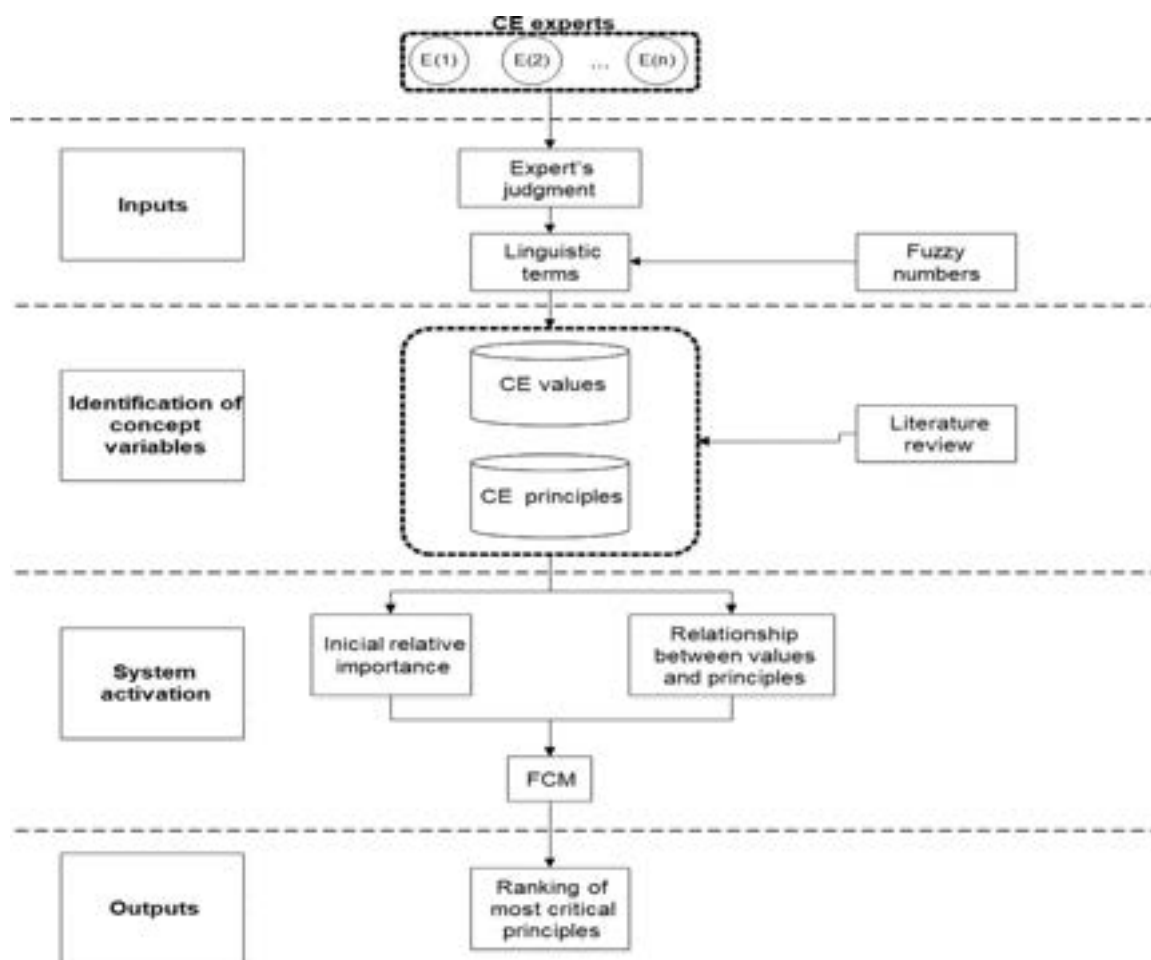 CE experts
E(1) E(2) ... E(n)
Inputs
Expert's
judgment
Linguistic
terms
Fuzzy
numbers
Identification of
concept
variables
CE values
CE principles
Literature
review
System
activation
Inicial relative
importance
Relationship
between values
and principles
FCM
Outputs
Ranking of
most critical
principles